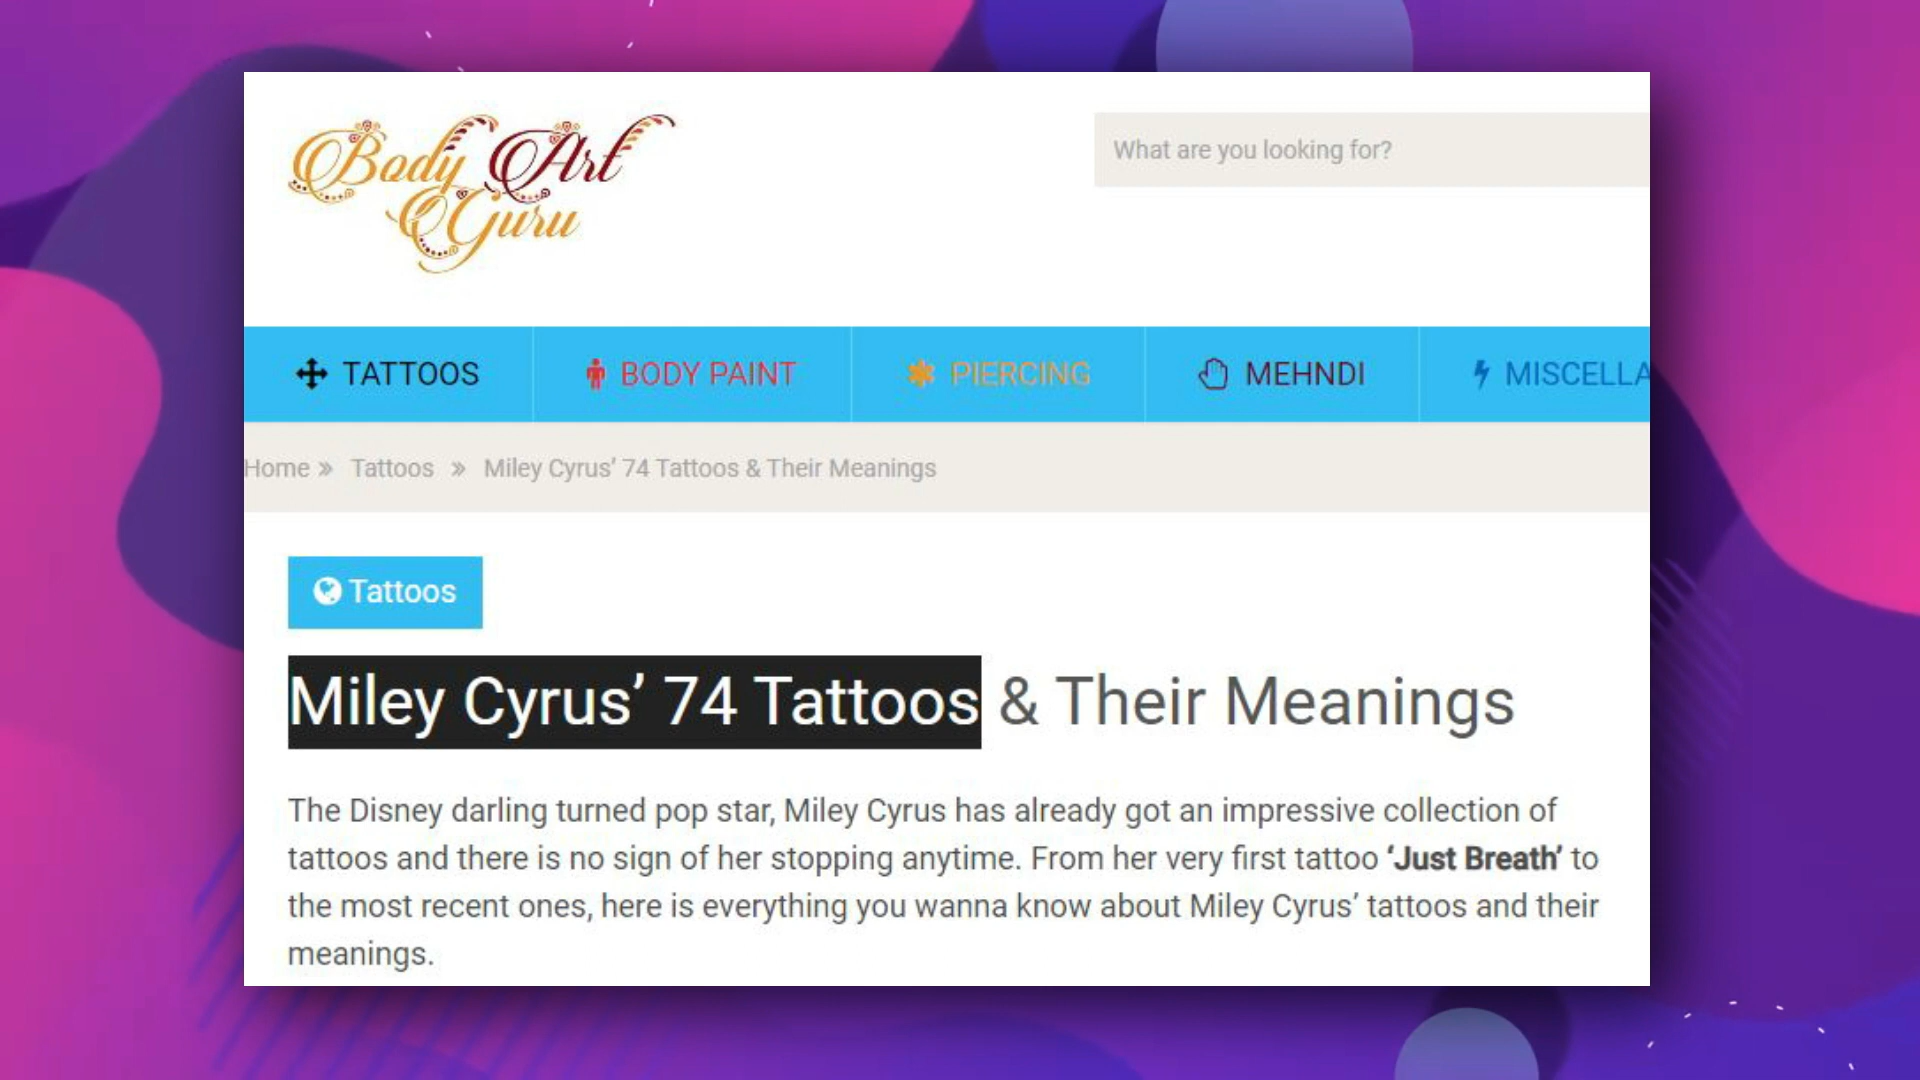 Body Art
Guru
What are you looking for?
TATTOOS BODY PAINT PIERCING MEHNDI MISCELLA
Home » Tattoos » Miley Cyrus’ 74 Tattoos & Their Meanings
Tattoos
Miley Cyrus’ 74 Tattoos & Their Meanings
The Disney darling turned pop star, Miley Cyrus has already got an impressive collection of
tattoos and there is no sign of her stopping anytime. From her very first tattoo ‘Just Breath’ to
the most recent ones, here is everything you wanna know about Miley Cyrus’ tattoos and their
meanings.